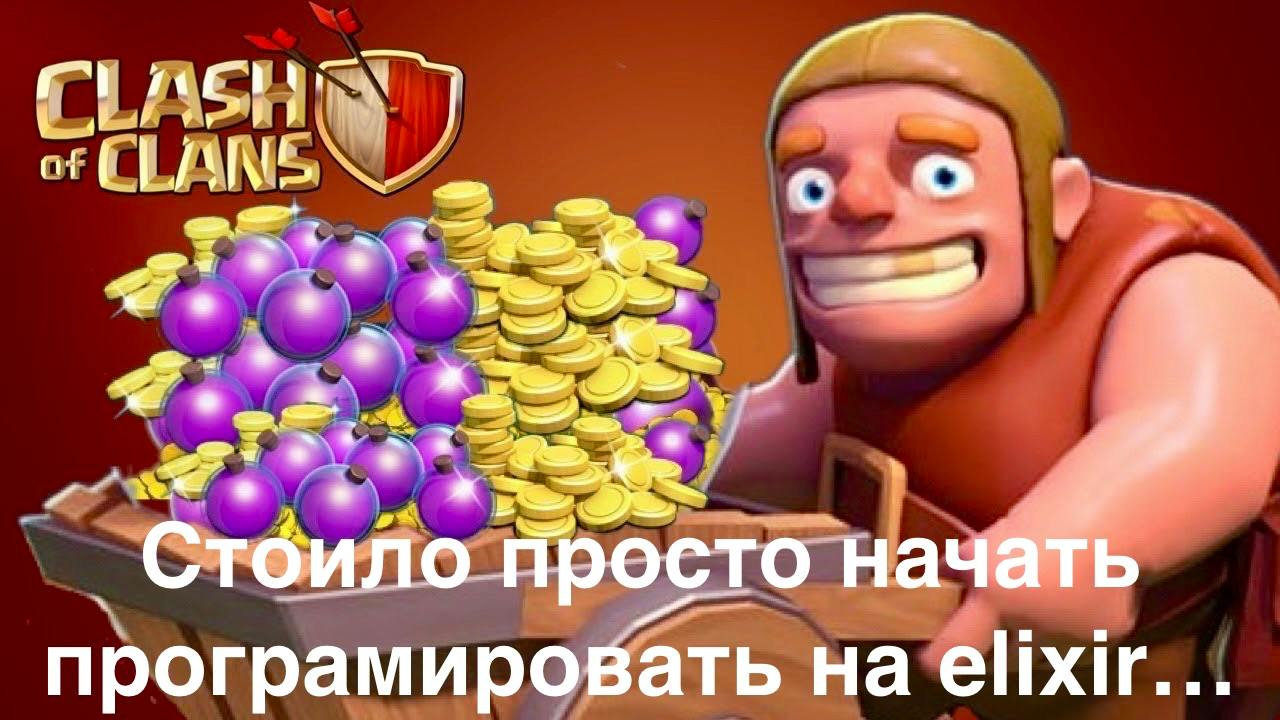 CLASH
of CLANS
Стоило просто начать
програмировать на elixir...